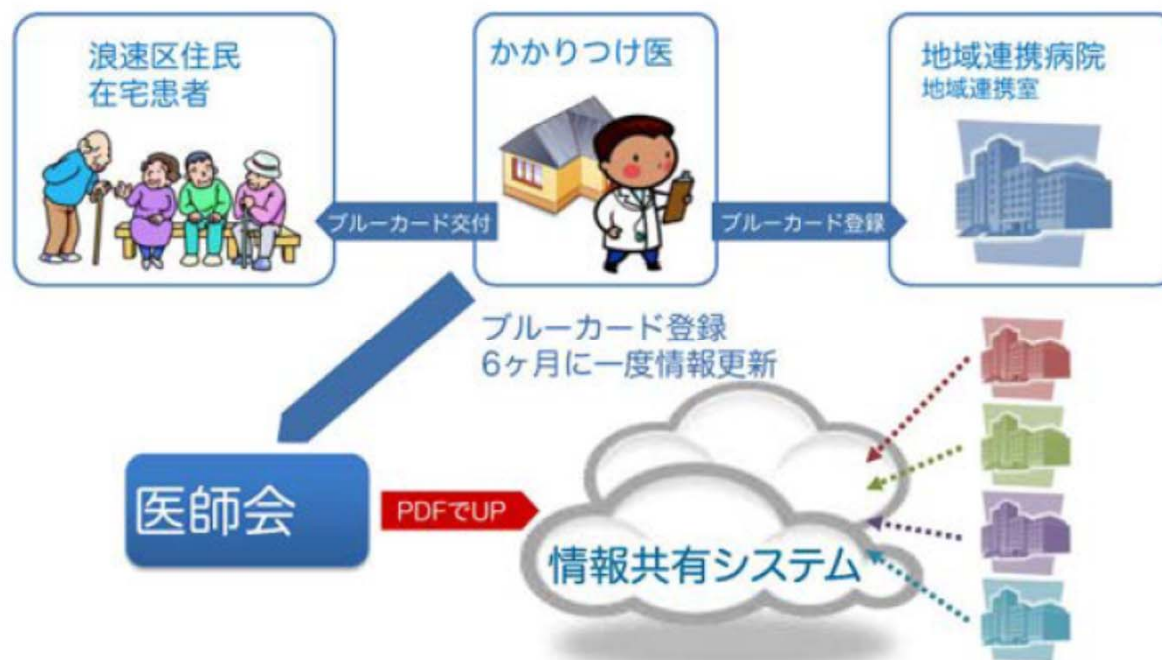 浪速区住民
在宅患者
かかりつけ医
地域連携病院
地域連携室
ブルーカード交付
ブルーカード登録
ブルーカード登録
6ヶ月に一度情報更新
医師会
PDFでUP
情報共有システム